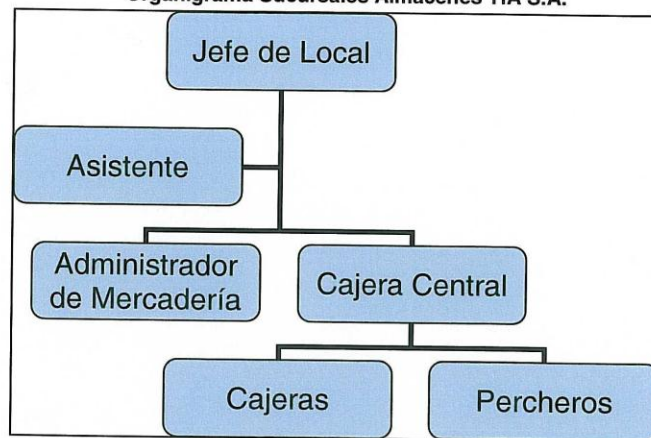 Organigrama Sucursales Almacenes TIA S.A.
Jefe de Local
Asistente
Administrador
de Mercadería
Cajera Central
Cajeras
Percheros